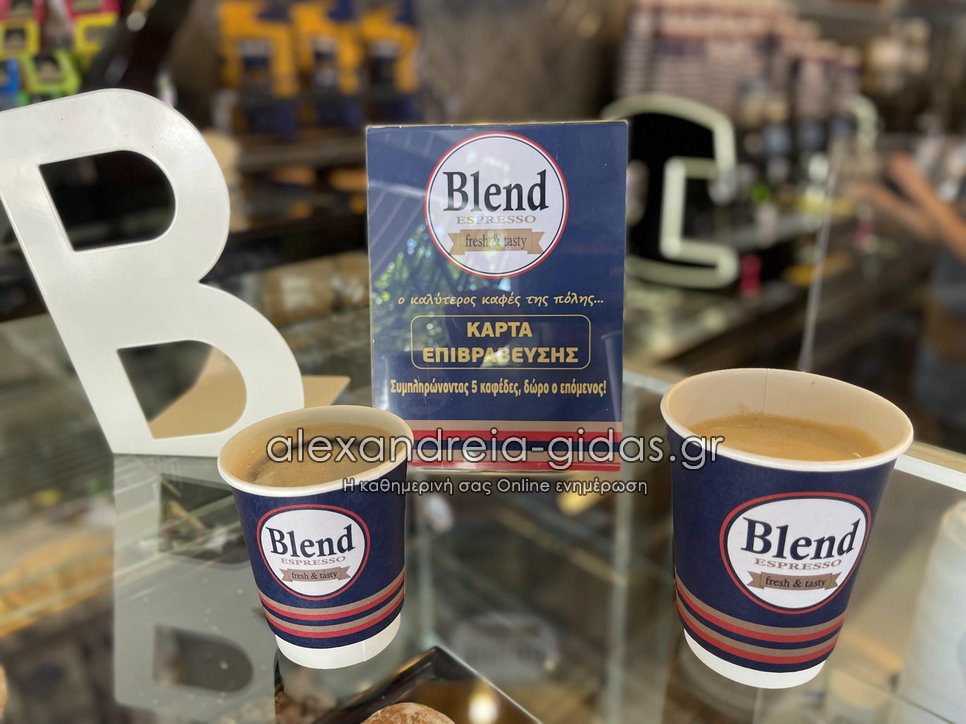 B
Blend
ESPRESSO
fresh & tasty
ο καλύτερος καφές της πόλης...
ΚΑΡΤΑ
ΕΠΙΒΡΑΒΕΥΣΗΣ
Συμπληρώνοντας 5 καφέδες, δώρο ο επόμενος!
alexandreia-gidas.gr
Η καθημερινή σας Online ενημέρωση
Blend
ESPRESSO
fresh & tasty
Blend
ESPRESSO
fresh & tasty